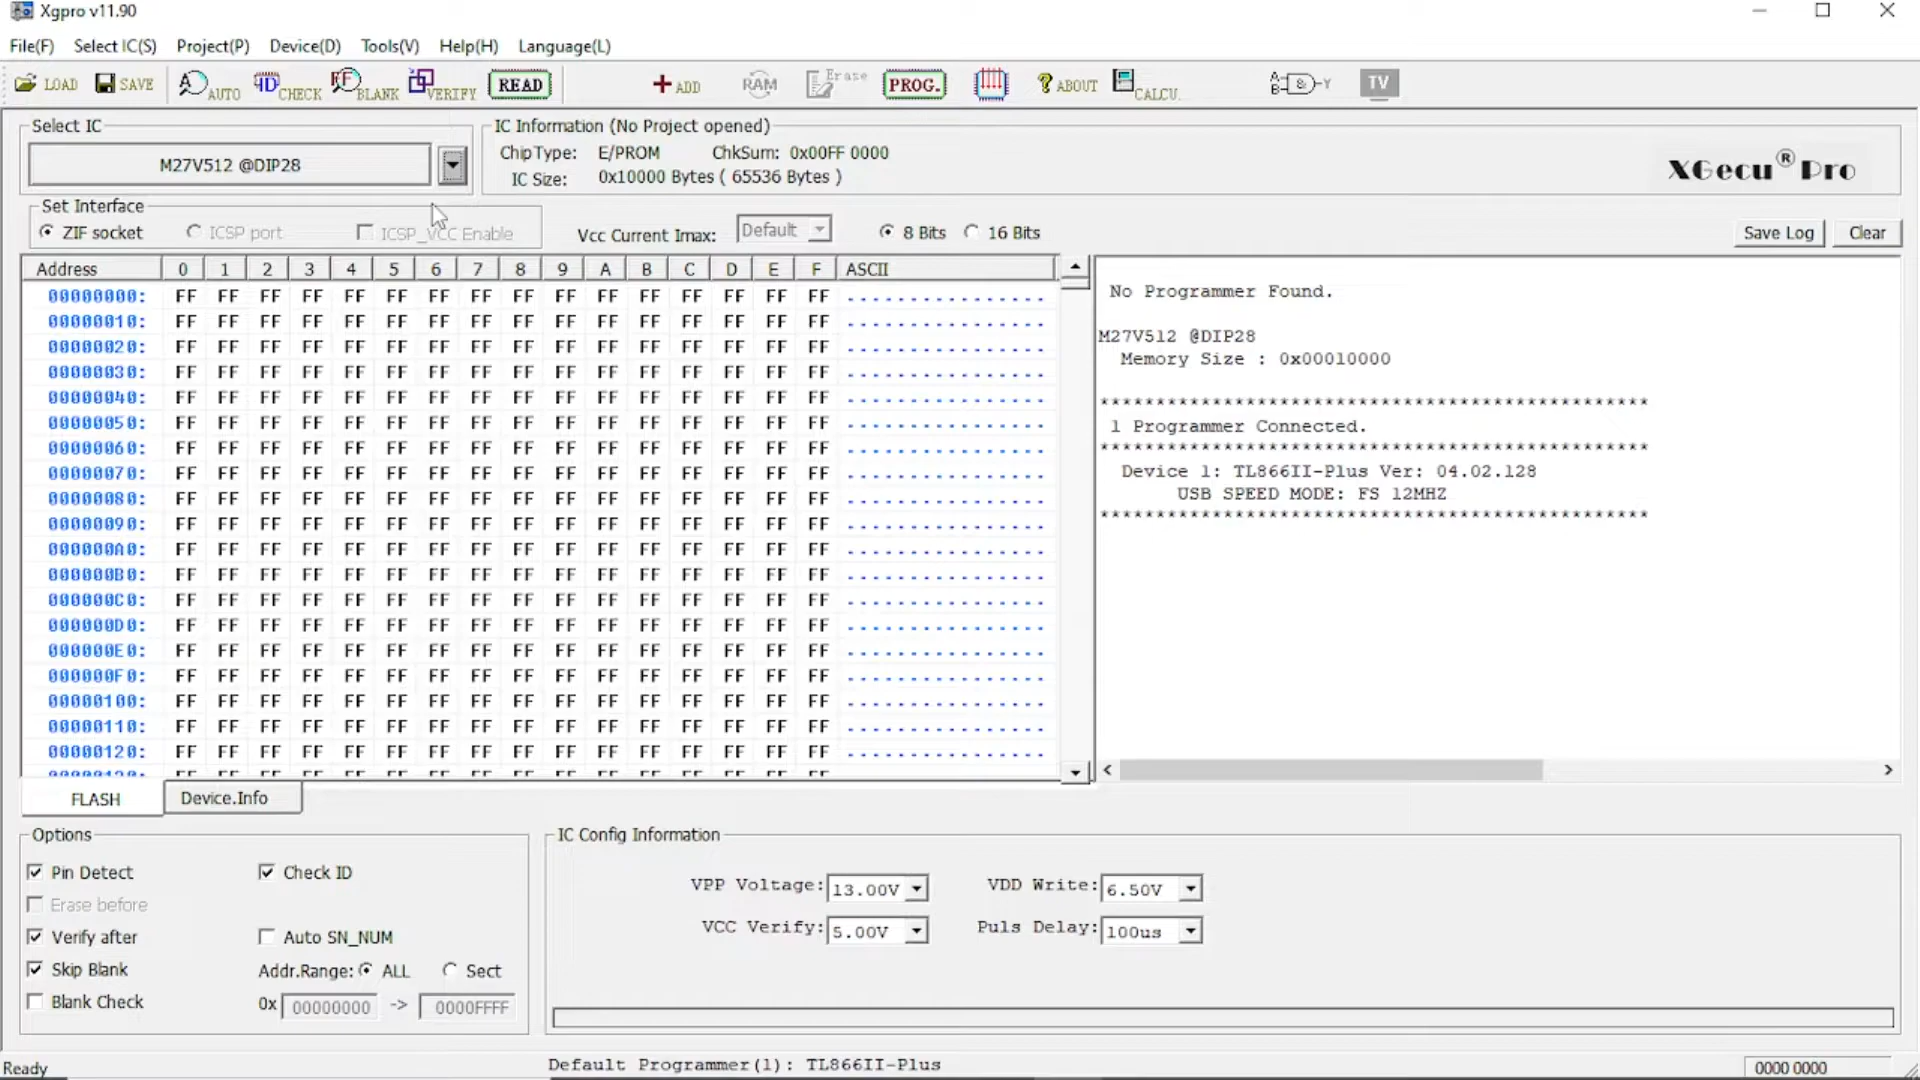 Xgpro v11.90
File(F) Select IC(S) Project(P) Device(D) Tools(V) Help(H) Language(L)
LOAD SAVE AUTO CHECK BLANK VERIFY READ ADD RAM Erase PROG. ABOUT CALCU. TV
Select IC
M27V512 @DIP28
IC Information (No Project opened)
ChipType: E/PROM ChkSum: 0x00FF 0000
IC Size: 0x10000 Bytes ( 65536 Bytes )
XGecu® Pro
Set Interface
ZIF socket ICSP port ICSP_VCC Enable
Vcc Current Imax: Default 8 Bits 16 Bits
Save Log Clear
Address 0 1 2 3 4 5 6 7 8 9 A B C D E F ASCII
00000000: FF FF FF FF FF FF FF FF FF FF FF FF FF FF FF FF ................
00000010: FF FF FF FF FF FF FF FF FF FF FF FF FF FF FF FF ................
00000020: FF FF FF FF FF FF FF FF FF FF FF FF FF FF FF FF ................
00000030: FF FF FF FF FF FF FF FF FF FF FF FF FF FF FF FF ................
00000040: FF FF FF FF FF FF FF FF FF FF FF FF FF FF FF FF ................
00000050: FF FF FF FF FF FF FF FF FF FF FF FF FF FF FF FF ................
00000060: FF FF FF FF FF FF FF FF FF FF FF FF FF FF FF FF ................
00000070: FF FF FF FF FF FF FF FF FF FF FF FF FF FF FF FF ................
00000080: FF FF FF FF FF FF FF FF FF FF FF FF FF FF FF FF ................
00000090: FF FF FF FF FF FF FF FF FF FF FF FF FF FF FF FF ................
000000A0: FF FF FF FF FF FF FF FF FF FF FF FF FF FF FF FF ................
000000B0: FF FF FF FF FF FF FF FF FF FF FF FF FF FF FF FF ................
000000C0: FF FF FF FF FF FF FF FF FF FF FF FF FF FF FF FF ................
000000D0: FF FF FF FF FF FF FF FF FF FF FF FF FF FF FF FF ................
000000E0: FF FF FF FF FF FF FF FF FF FF FF FF FF FF FF FF ................
000000F0: FF FF FF FF FF FF FF FF FF FF FF FF FF FF FF FF ................
00000100: FF FF FF FF FF FF FF FF FF FF FF FF FF FF FF FF ................
00000110: FF FF FF FF FF FF FF FF FF FF FF FF FF FF FF FF ................
00000120: FF FF FF FF FF FF FF FF FF FF FF FF FF FF FF FF ................
No Programmer Found.
M27V512 @DIP28
Memory Size : 0x00010000
*************************************************
1 Programmer Connected.
*************************************************
Device 1: TL866II-Plus Ver: 04.02.128
USB SPEED MODE: FS 12MHZ
*************************************************
FLASH Device.Info
Options
Pin Detect Check ID
Erase before
Verify after Auto SN_NUM
Skip Blank Addr.Range: ALL Sect
Blank Check 0x 00000000 -> 0000FFFF
IC Config Information
VPP Voltage: 13.00V VDD Write: 6.50V
VCC Verify: 5.00V Puls Delay: 100us
Ready Default Programmer(1): TL866II-Plus 0000 0000